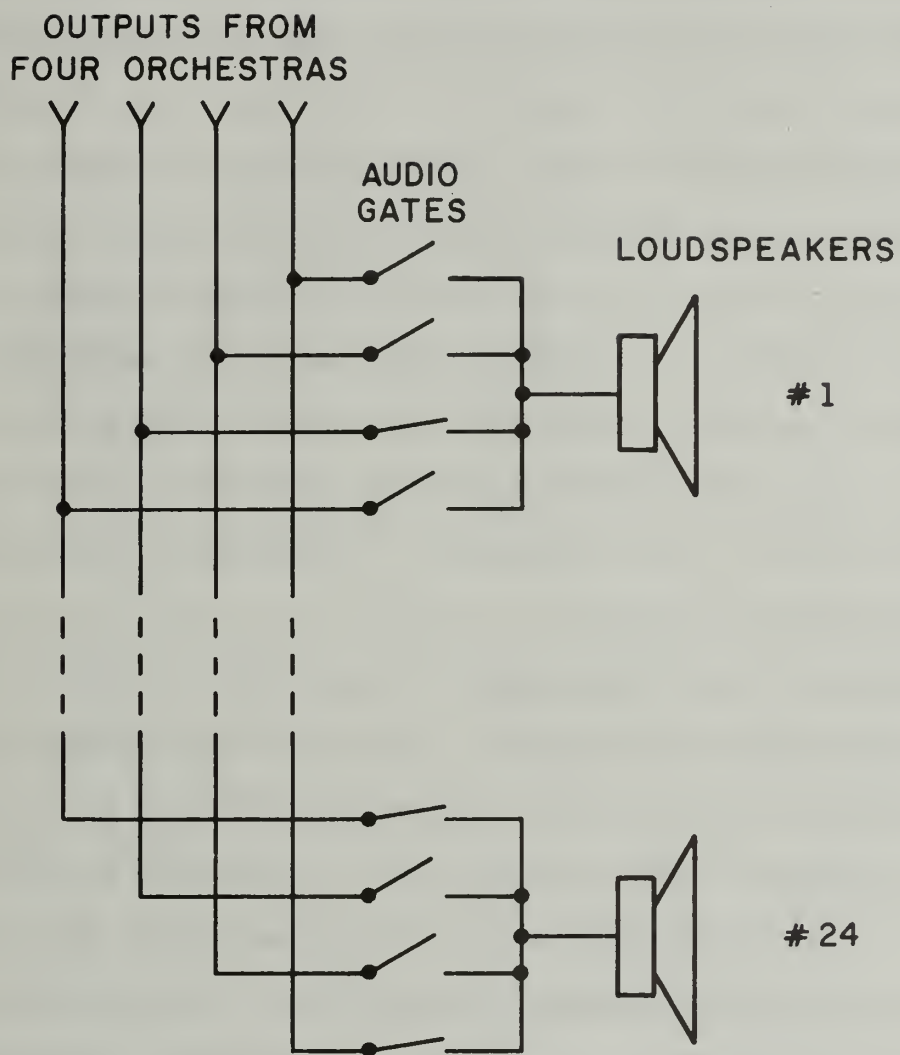 OUTPUTS FROM
FOUR ORCHESTRAS
AUDIO
GATES
LOUDSPEAKERS
#1
#24